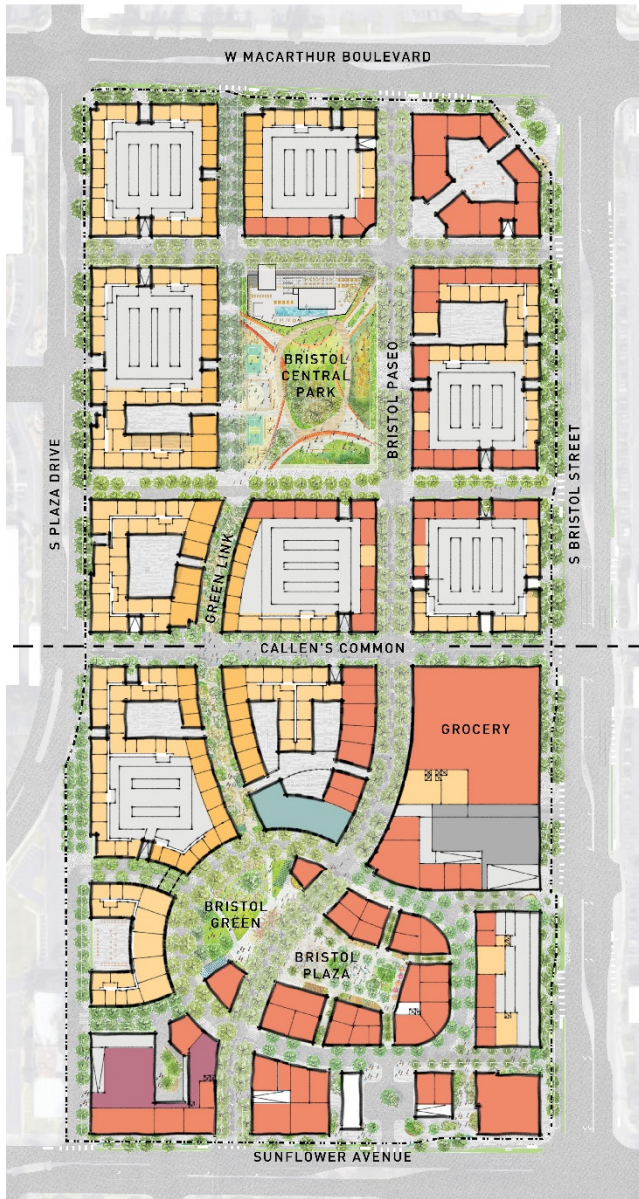 W MACARTHUR BOULEVARD
BRISTOL
CENTRAL
PARK
BRISTOL PASEO
S PLAZA DRIVE
S BRISTOL STREET
GREEN LINK
CALLEN'S COMMON
GROCERY
BRISTOL
GREEN
BRISTOL
PLAZA
SUNFLOWER AVENUE